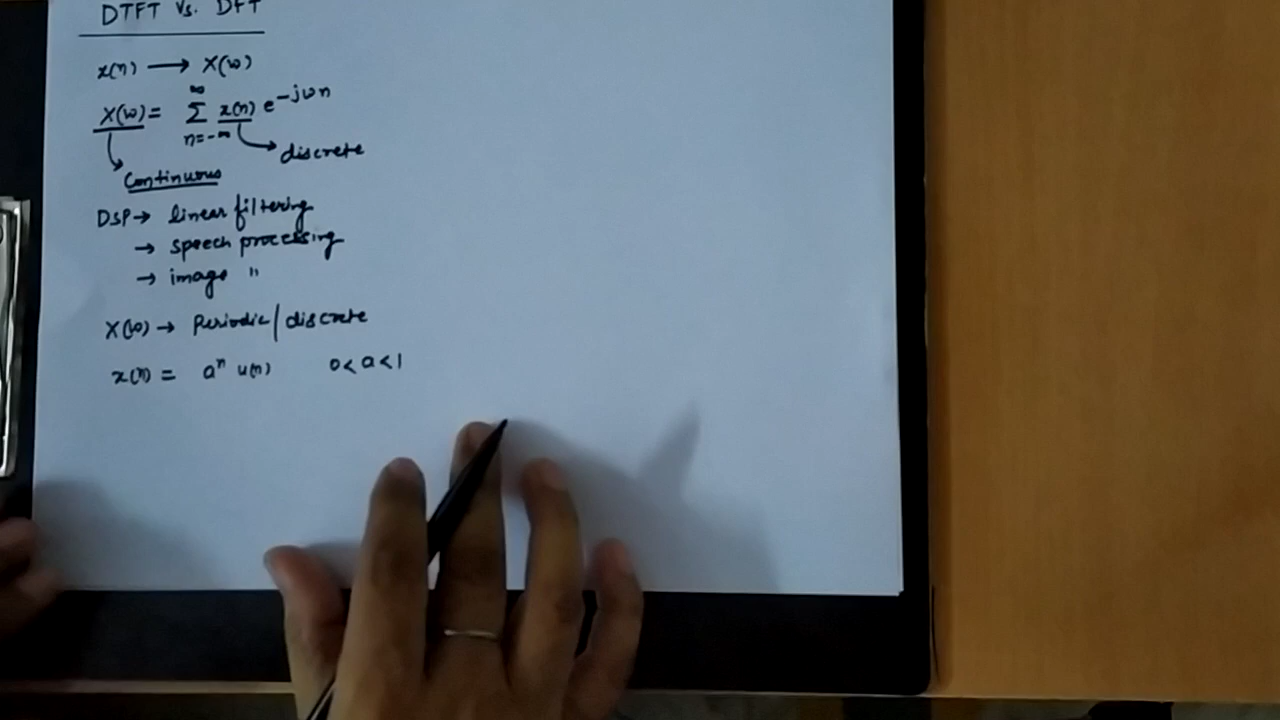 DTFT Vs. DFT
x(n) → X(ω)
X(ω) = ∞ Σ n=-∞ x(n) e^-jωn
discrete
Continuous
DSP → linear filtering
→ speech processing
→ image "
X(ω) → Periodic/discrete
x(n) = a^n u(n) 0<a<1